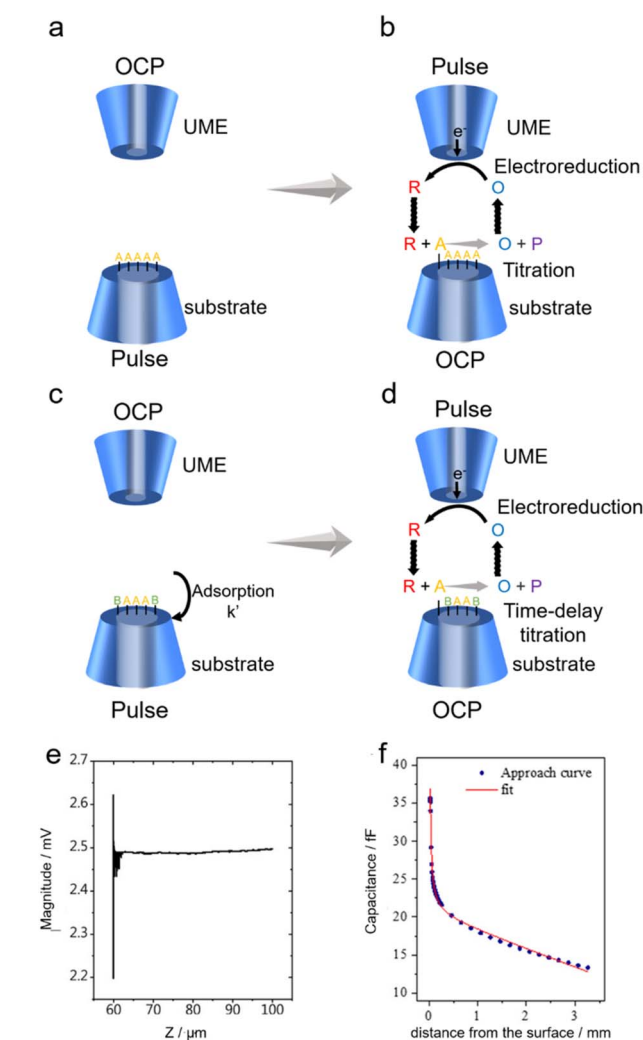 a
OCP
UME
AAAAA
substrate
Pulse
b
Pulse
e-
UME
Electroreduction
R O
R + A O + P
AAAA
Titration
substrate
OCP
c
OCP
UME
Adsorption
k'
BAAAB
substrate
Pulse
d
Pulse
e-
UME
Electroreduction
R O
R + A O + P
BAAB
Time-delay
titration
substrate
OCP
e
2.7
2.6
2.5
2.4
2.3
2.2
|Magnitude / mV
60 70 80 90 100
Z / μm
f
40
35
30
25
20
15
10
Capacitance / fF
Approach curve
fit
0 1 2 3
distance from the surface / mm